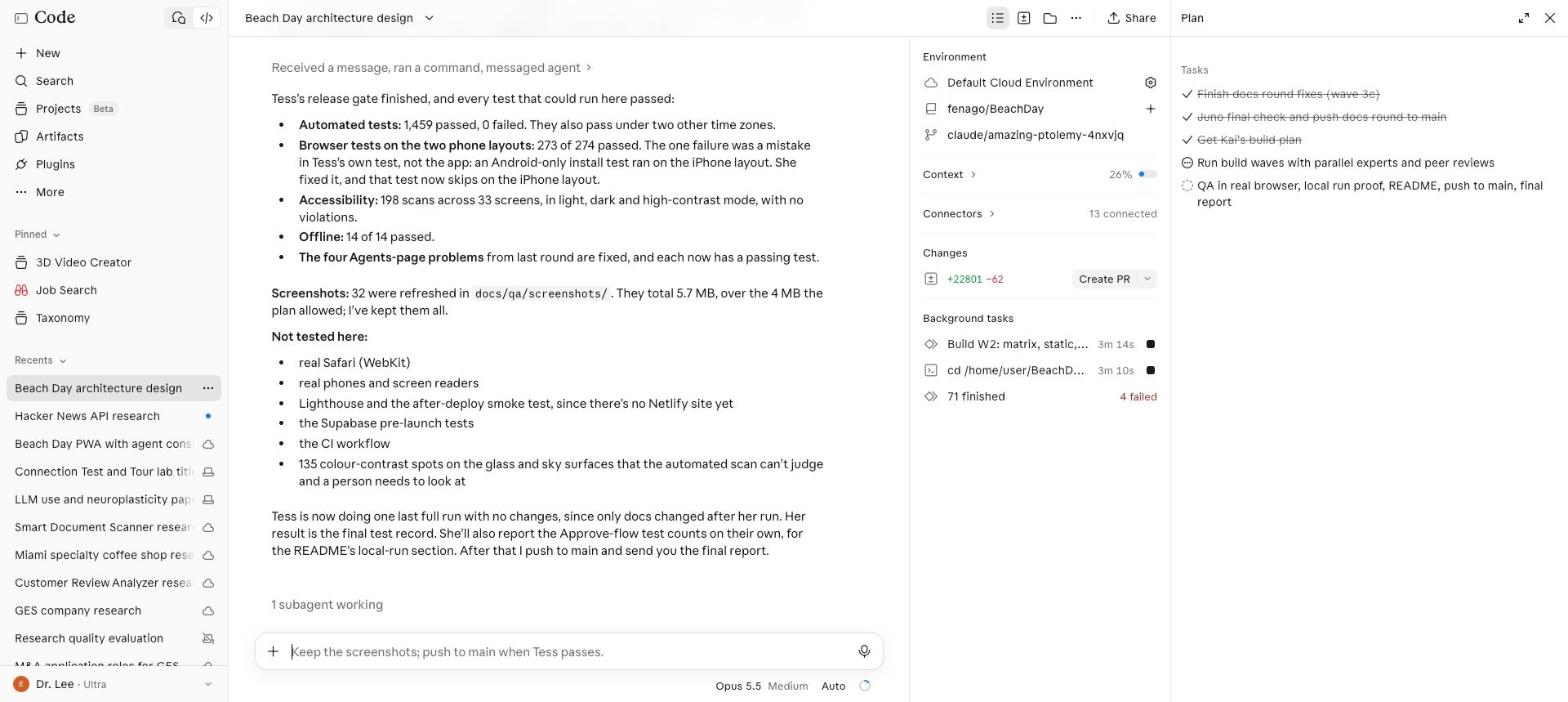 Code
New
Search
Projects Beta
Artifacts
Plugins
More
Pinned
3D Video Creator
Job Search
Taxonomy
Recents
Beach Day architecture design
Hacker News API research
Beach Day PWA with agent cons
Connection Test and Tour lab title
LLM use and neuroplasticity pap
Smart Document Scanner resear
Miami specialty coffee shop rese
Customer Review Analyzer resea
GES company research
Research quality evaluation
M&A application roles for GES
E Dr. Lee · Ultra
Beach Day architecture design
Share
Received a message, ran a command, messaged agent
Tess’s release gate finished, and every test that could run here passed:
• Automated tests: 1,459 passed, 0 failed. They also pass under two other time zones.
• Browser tests on the two phone layouts: 273 of 274 passed. The one failure was a mistake
in Tess’s own test, not the app: an Android-only install test ran on the iPhone layout. She
fixed it, and that test now skips on the iPhone layout.
• Accessibility: 198 scans across 33 screens, in light, dark and high-contrast mode, with no
violations.
• Offline: 14 of 14 passed.
• The four Agents-page problems from last round are fixed, and each now has a passing test.
Screenshots: 32 were refreshed in docs/qa/screenshots/ . They total 5.7 MB, over the 4 MB the
plan allowed; I’ve kept them all.
Not tested here:
• real Safari (WebKit)
• real phones and screen readers
• Lighthouse and the after-deploy smoke test, since there’s no Netlify site yet
• the Supabase pre-launch tests
• the CI workflow
• 135 colour-contrast spots on the glass and sky surfaces that the automated scan can’t judge
and a person needs to look at
Tess is now doing one last full run with no changes, since only docs changed after her run. Her
result is the final test record. She’ll also report the Approve-flow test counts on their own, for
the README’s local-run section. After that I push to main and send you the final report.
1 subagent working
Keep the screenshots; push to main when Tess passes.
Opus 5.5 Medium Auto
Environment
Default Cloud Environment
fenago/BeachDay
claude/amazing-ptolemy-4nxvjq
Context 26%
Connectors 13 connected
Changes
+22801 −62 Create PR
Background tasks
Build W2: matrix, static,... 3m 14s
cd /home/user/BeachD... 3m 10s
71 finished 4 failed
Plan
Tasks
Finish docs round fixes (wave 3c)
Juno final check and push docs round to main
Get Kai's build plan
Run build waves with parallel experts and peer reviews
QA in real browser, local run proof, README, push to main, final
report